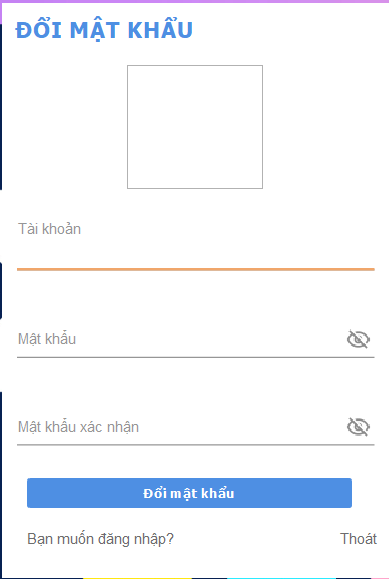 ĐỔI MẬT KHẨU
Tài khoản
Mật khẩu
Mật khẩu xác nhận
Đổi mật khẩu
Bạn muốn đăng nhập? Thoát